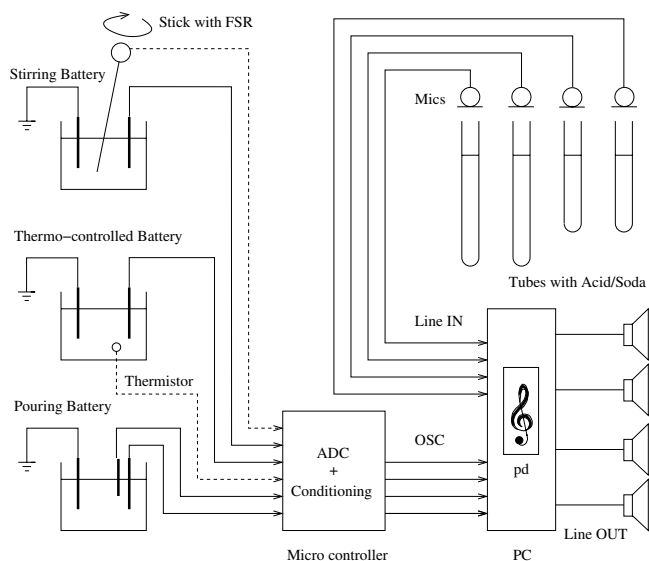 Stick with FSR
Stirring Battery
Mics
Thermo-controlled Battery
Tubes with Acid/Soda
Line IN
Thermistor
Pouring Battery
OSC
ADC
+
Conditioning
pd
Line OUT
Micro controller
PC